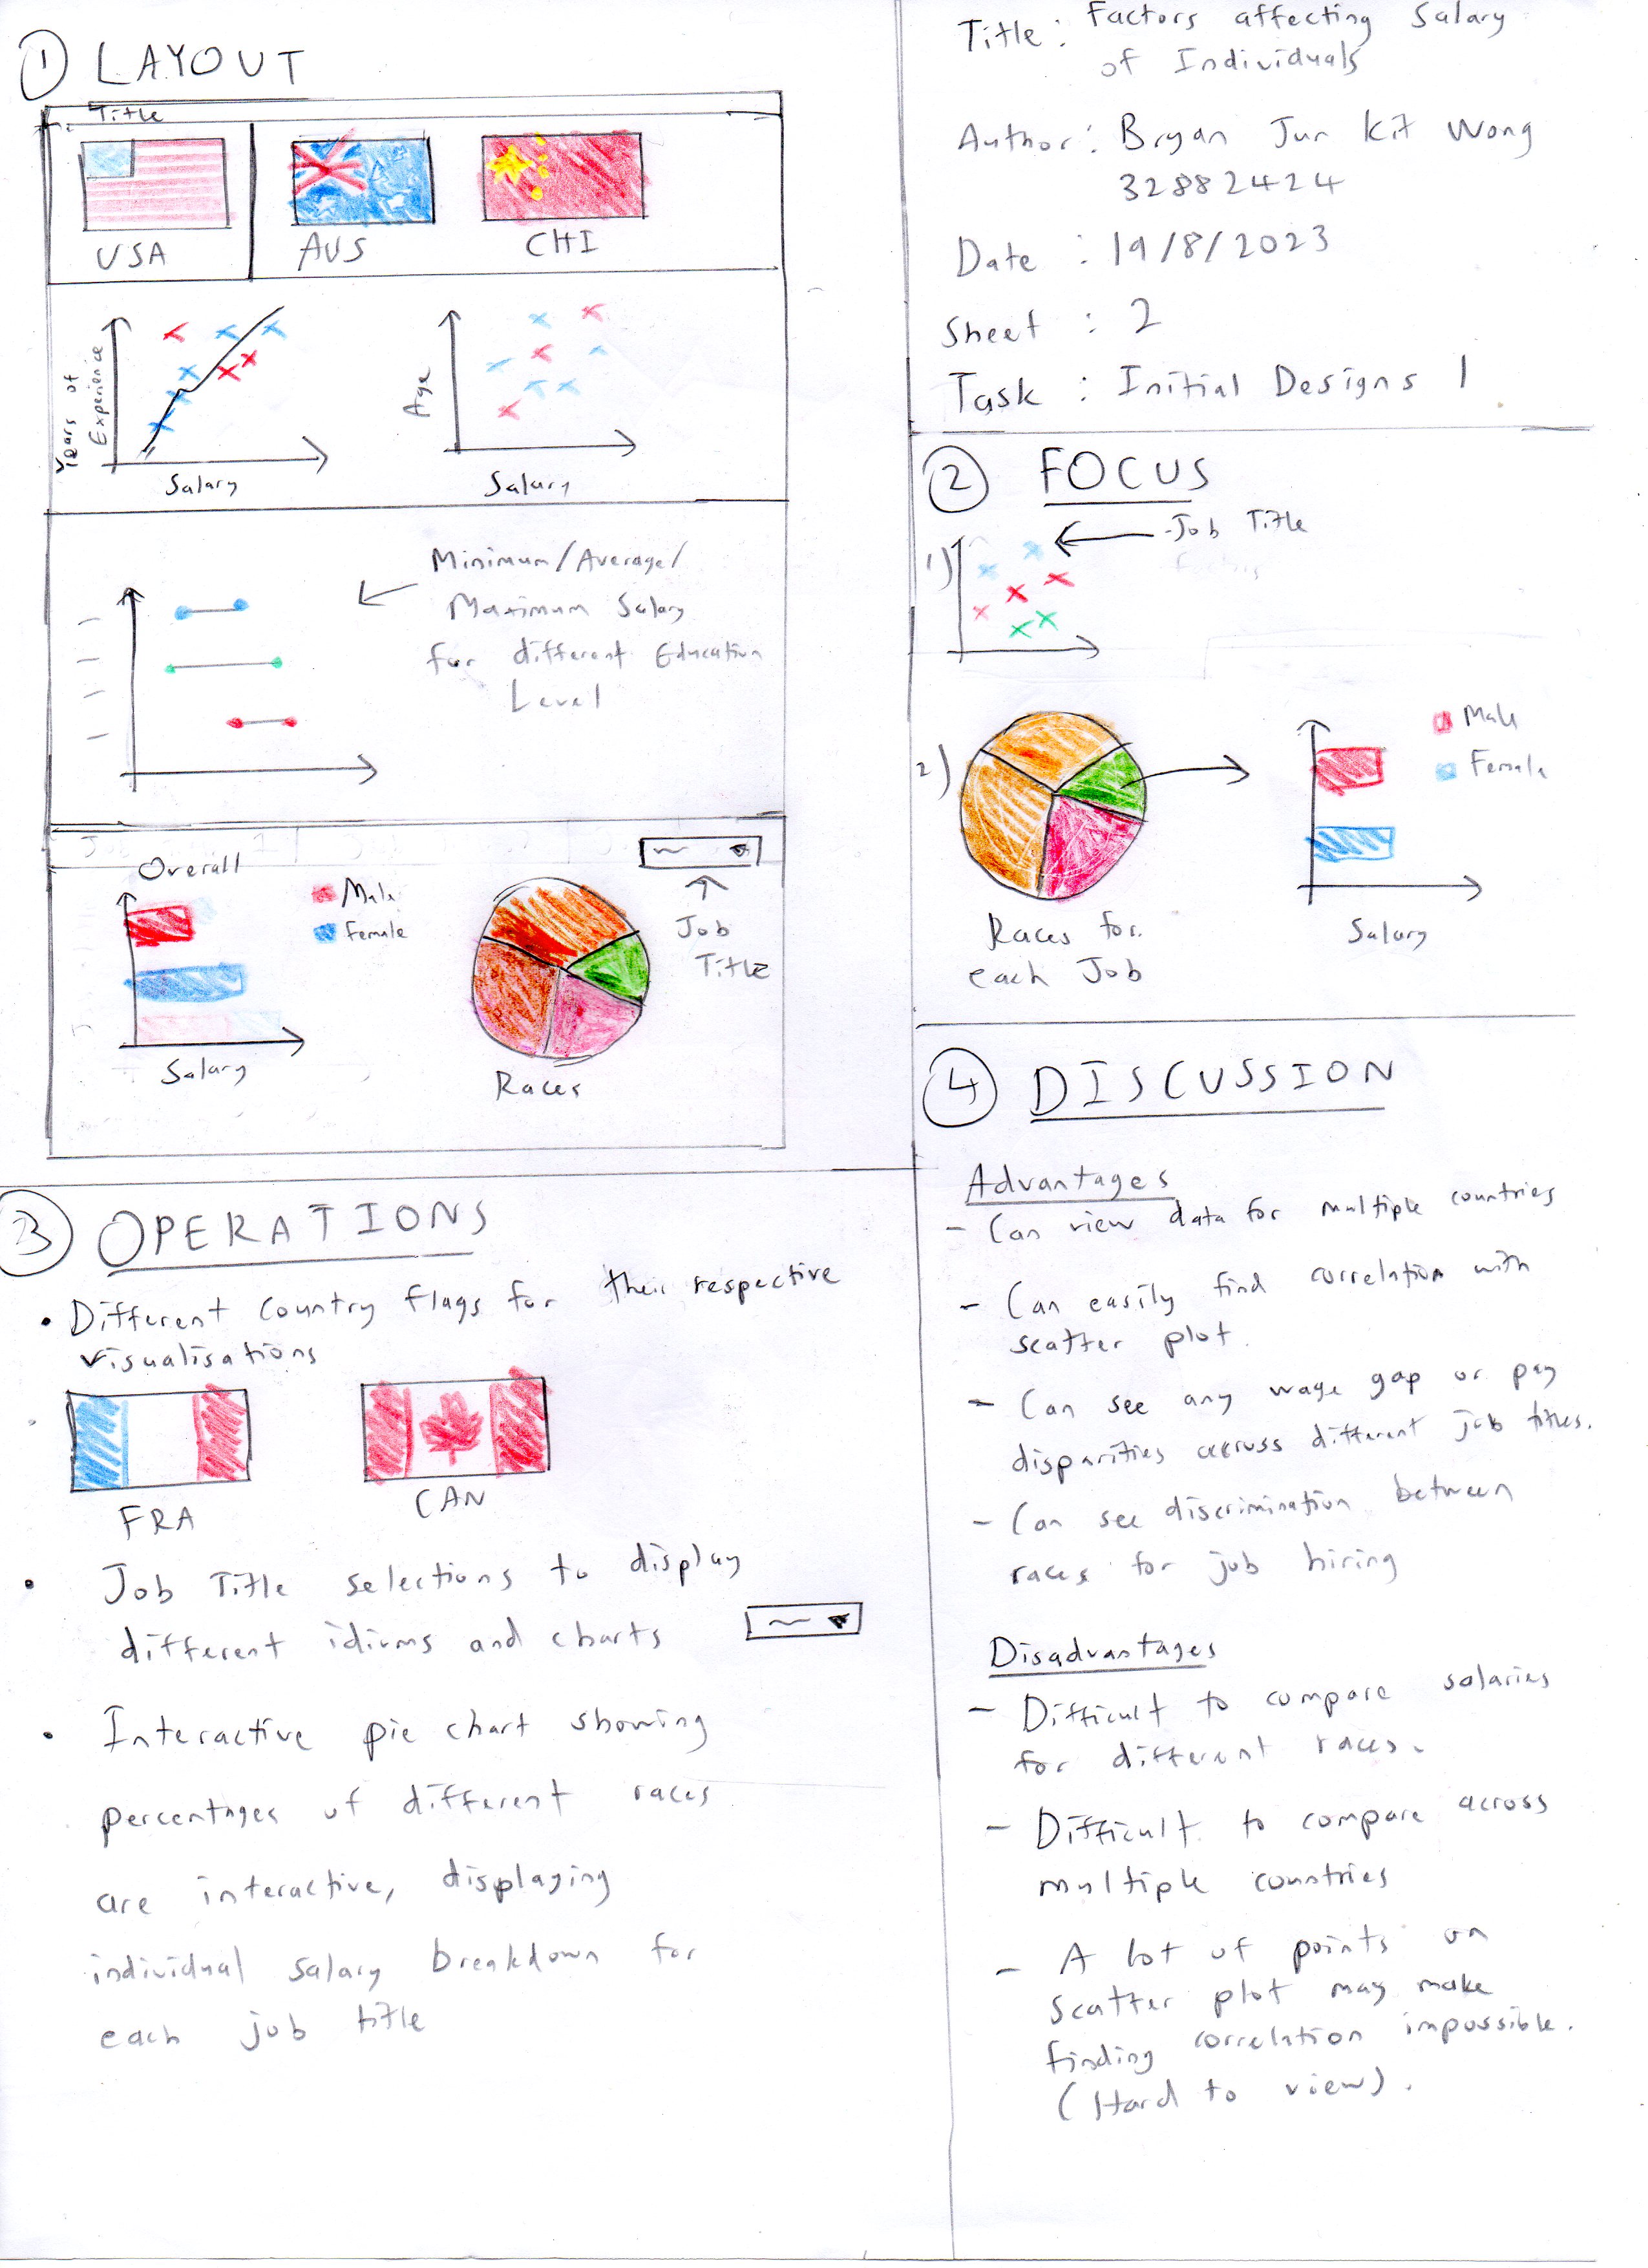 1 LAYOUT
Title
USA
AUS
CHI
Years of
Experience
Salary
Age
Salary
Minimum/Average/
Maximum Salary
for different Education
Level
Overall
Male
Female
Salary
Races
Job
Title
Title : Factors affecting Salary
of Individuals
Author : Bryan Jun Kit Wong
32882424
Date : 19/8/2023
Sheet : 2
Task : Initial Designs 1
2 FOCUS
1)
Job Title
factors
2)
Races for
each Job
Male
Female
Salary
3 OPERATIONS
• Different country flags for their respective
visualisations
FRA
CAN
• Job Title selections to display
different idioms and charts
• Interactive pie chart showing
percentages of different races
are interactive, displaying
individual salary breakdown for
each job title
4 DISCUSSION
Advantages
- Can view data for multiple countries
- Can easily find correlation with
scatter plot.
- Can see any wage gap or pay
disparities across different job titles.
- Can see discrimination between
races for job hiring
Disadvantages
- Difficult to compare salaries
for different races.
- Difficult to compare across
multiple countries
- A lot of points on
scatter plot may make
finding correlation impossible.
(Hard to view).